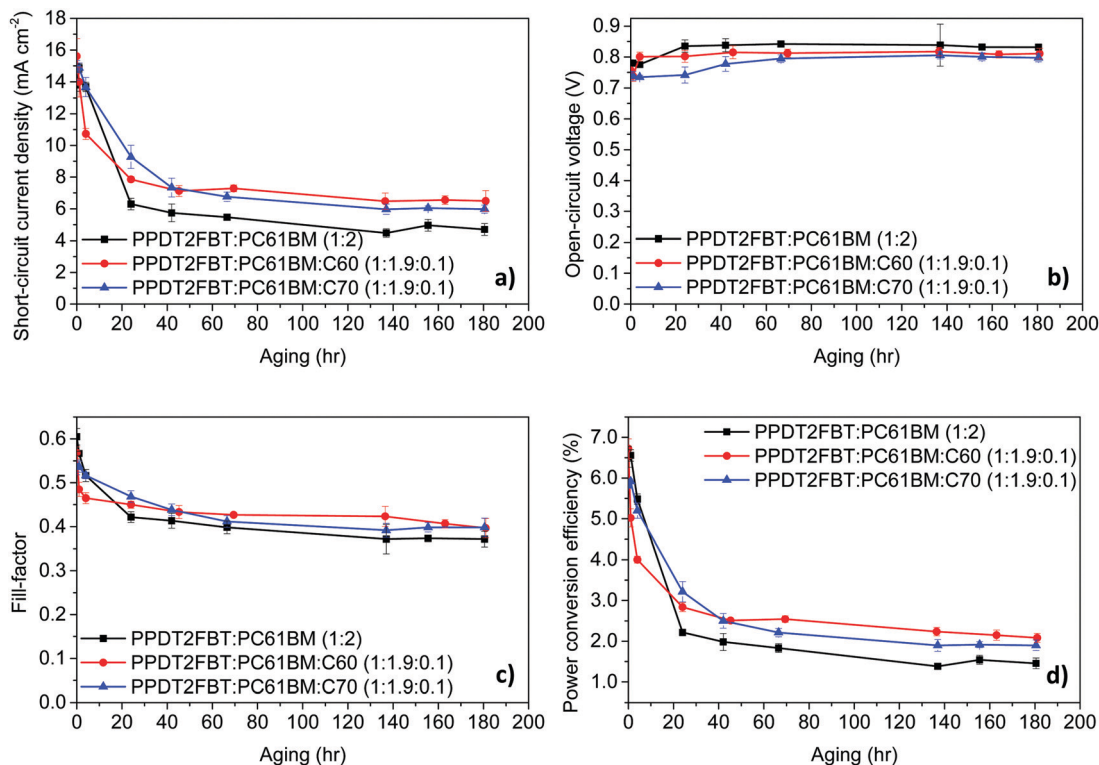 18
16
14
12
10
8
6
4
2
0
Short-circuit current density (mA cm⁻²)
PPDT2FBT:PC61BM (1:2)
PPDT2FBT:PC61BM:C60 (1:1.9:0.1)
PPDT2FBT:PC61BM:C70 (1:1.9:0.1)
a)
0 20 40 60 80 100 120 140 160 180 200
Aging (hr)
0.9
0.8
0.7
0.6
0.5
0.4
0.3
0.2
0.9
0.0
Open-circuit voltage (V)
PPDT2FBT:PC61BM (1:2)
PPDT2FBT:PC61BM:C60 (1:1.9:0.1)
PPDT2FBT:PC61BM:C70 (1:1.9:0.1)
b)
0 20 40 60 80 100 120 140 160 180 200
Aging (hr)
0.6
0.5
0.4
0.3
0.2
0.1
0.0
Fill-factor
PPDT2FBT:PC61BM (1:2)
PPDT2FBT:PC61BM:C60 (1:1.9:0.1)
PPDT2FBT:PC61BM:C70 (1:1.9:0.1)
c)
0 20 40 60 80 100 120 140 160 180 200
Aging (hr)
7.0
6.0
5.0
4.0
3.0
2.0
1.0
Power conversion efficiency (%)
PPDT2FBT:PC61BM (1:2)
PPDT2FBT:PC61BM:C60 (1:1.9:0.1)
PPDT2FBT:PC61BM:C70 (1:1.9:0.1)
d)
0 20 40 60 80 100 120 140 160 180 200
Aging (hr)